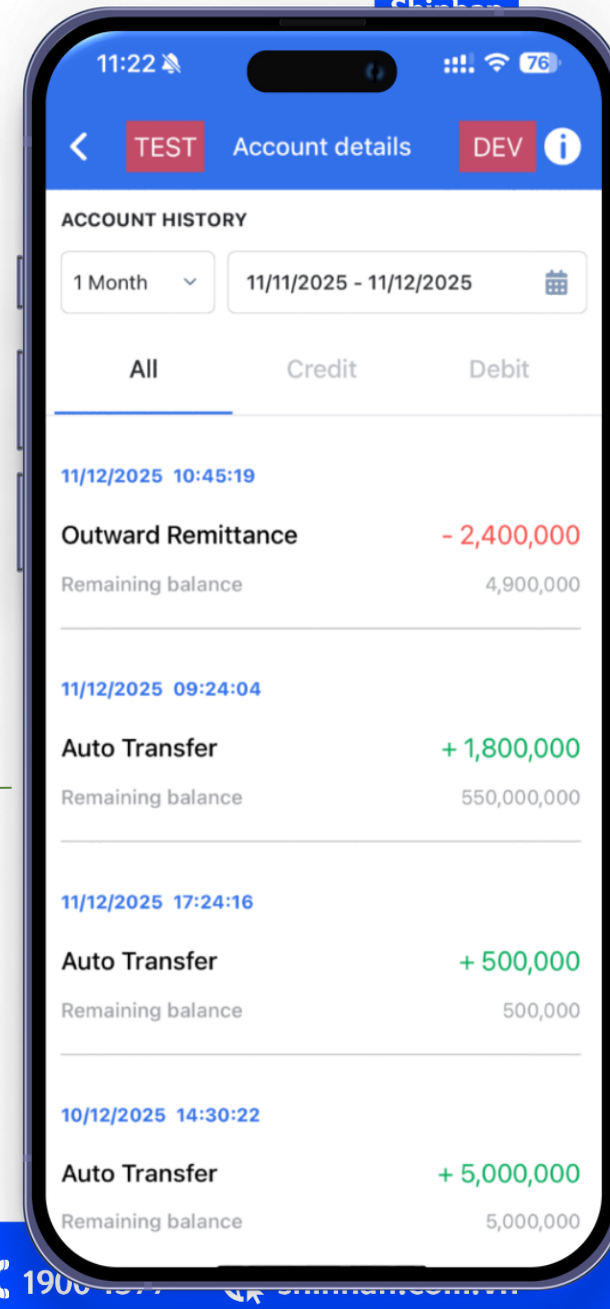 Shinhan
11:22 76
TEST Account details DEV i
ACCOUNT HISTORY
1 Month 11/11/2025 - 11/12/2025
All Credit Debit
11/12/2025 10:45:19
Outward Remittance - 2,400,000
Remaining balance 4,900,000
11/12/2025 09:24:04
Auto Transfer + 1,800,000
Remaining balance 550,000,000
11/12/2025 17:24:16
Auto Transfer + 500,000
Remaining balance 500,000
10/12/2025 14:30:22
Auto Transfer + 5,000,000
Remaining balance 5,000,000
shinhan.com.vn